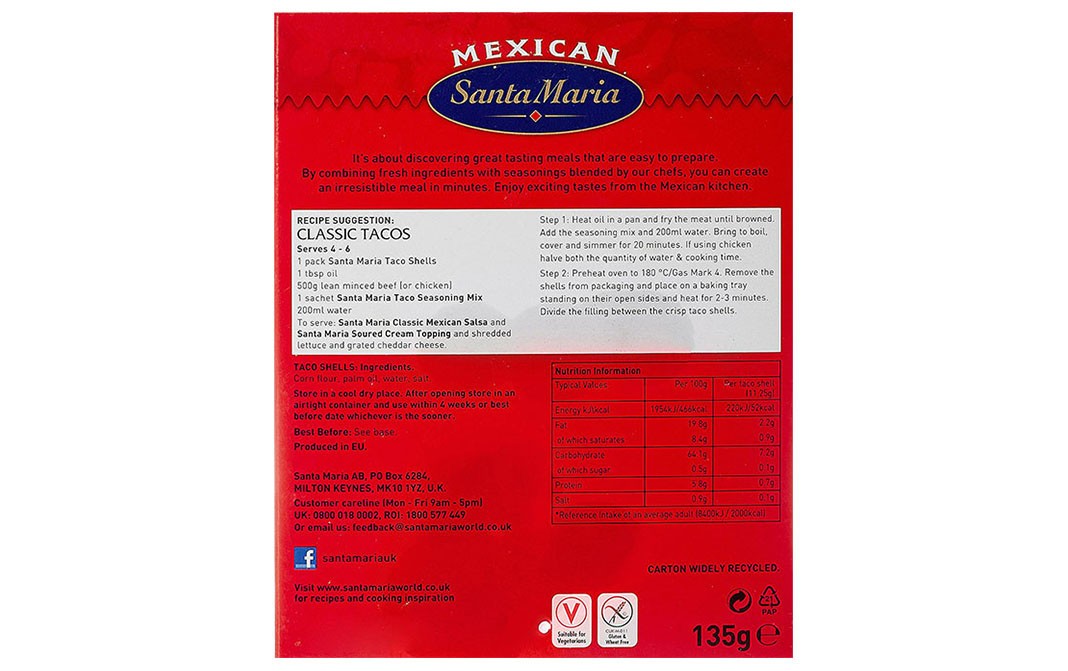 MEXICAN
Santa Maria
It's about discovering great tasting meals that are easy to prepare.
By combining fresh ingredients with seasonings blended by our chefs, you can create
an irresistible meal in minutes. Enjoy exciting tastes from the Mexican kitchen.
RECIPE SUGGESTION:
CLASSIC TACOS
Serves 4 - 6
1 pack Santa Maria Taco Shells
1 tbsp oil
500g lean minced beef (or chicken)
1 sachet Santa Maria Taco Seasoning Mix
200ml water
To serve: Santa Maria Classic Mexican Salsa and
Santa Maria Soured Cream Topping and shredded
lettuce and grated cheddar cheese.
Step 1: Heat oil in a pan and fry the meat until browned.
Add the seasoning mix and 200ml water. Bring to boil,
cover and simmer for 20 minutes. If using chicken
halve both the quantity of water & cooking time.
Step 2: Preheat oven to 180 °C/Gas Mark 4. Remove the
shells from packaging and place on a baking tray
standing on their open sides and heat for 2-3 minutes.
Divide the filling between the crisp taco shells.
TACO SHELLS: Ingredients.
Corn flour, palm oil, water, salt.
Store in a cool dry place. After opening store in an
airtight container and use within 4 weeks or best
before date whichever is the sooner.
Best Before: See base.
Produced in EU.
Santa Maria AB, PO Box 6284,
MILTON KEYNES, MK10 1YZ, U.K.
Customer careline (Mon - Fri 9am - 5pm)
UK: 0800 018 0002, ROI: 1800 577 449
Or email us: feedback@santamariaworld.co.uk
f santamariauk
Visit www.santamariaworld.co.uk
for recipes and cooking inspiration
Nutrition Information
Typical Values Per 100g Per taco shell (11.25g)
Energy kJ/kcal 1954kJ/466kcal 220kJ/52kcal
Fat 19.8g 2.2g
of which saturates 8.4g 0.9g
Carbohydrate 64.1g 7.2g
of which sugar 0.5g 0.1g
Protein 5.8g 0.7g
Salt 0.9g 0.1g
*Reference intake of an average adult (8400kJ / 2000kcal)
CARTON WIDELY RECYCLED.
V
Suitable for
Vegetarians
Gluten &
Wheat Free
21
PAP
135g e